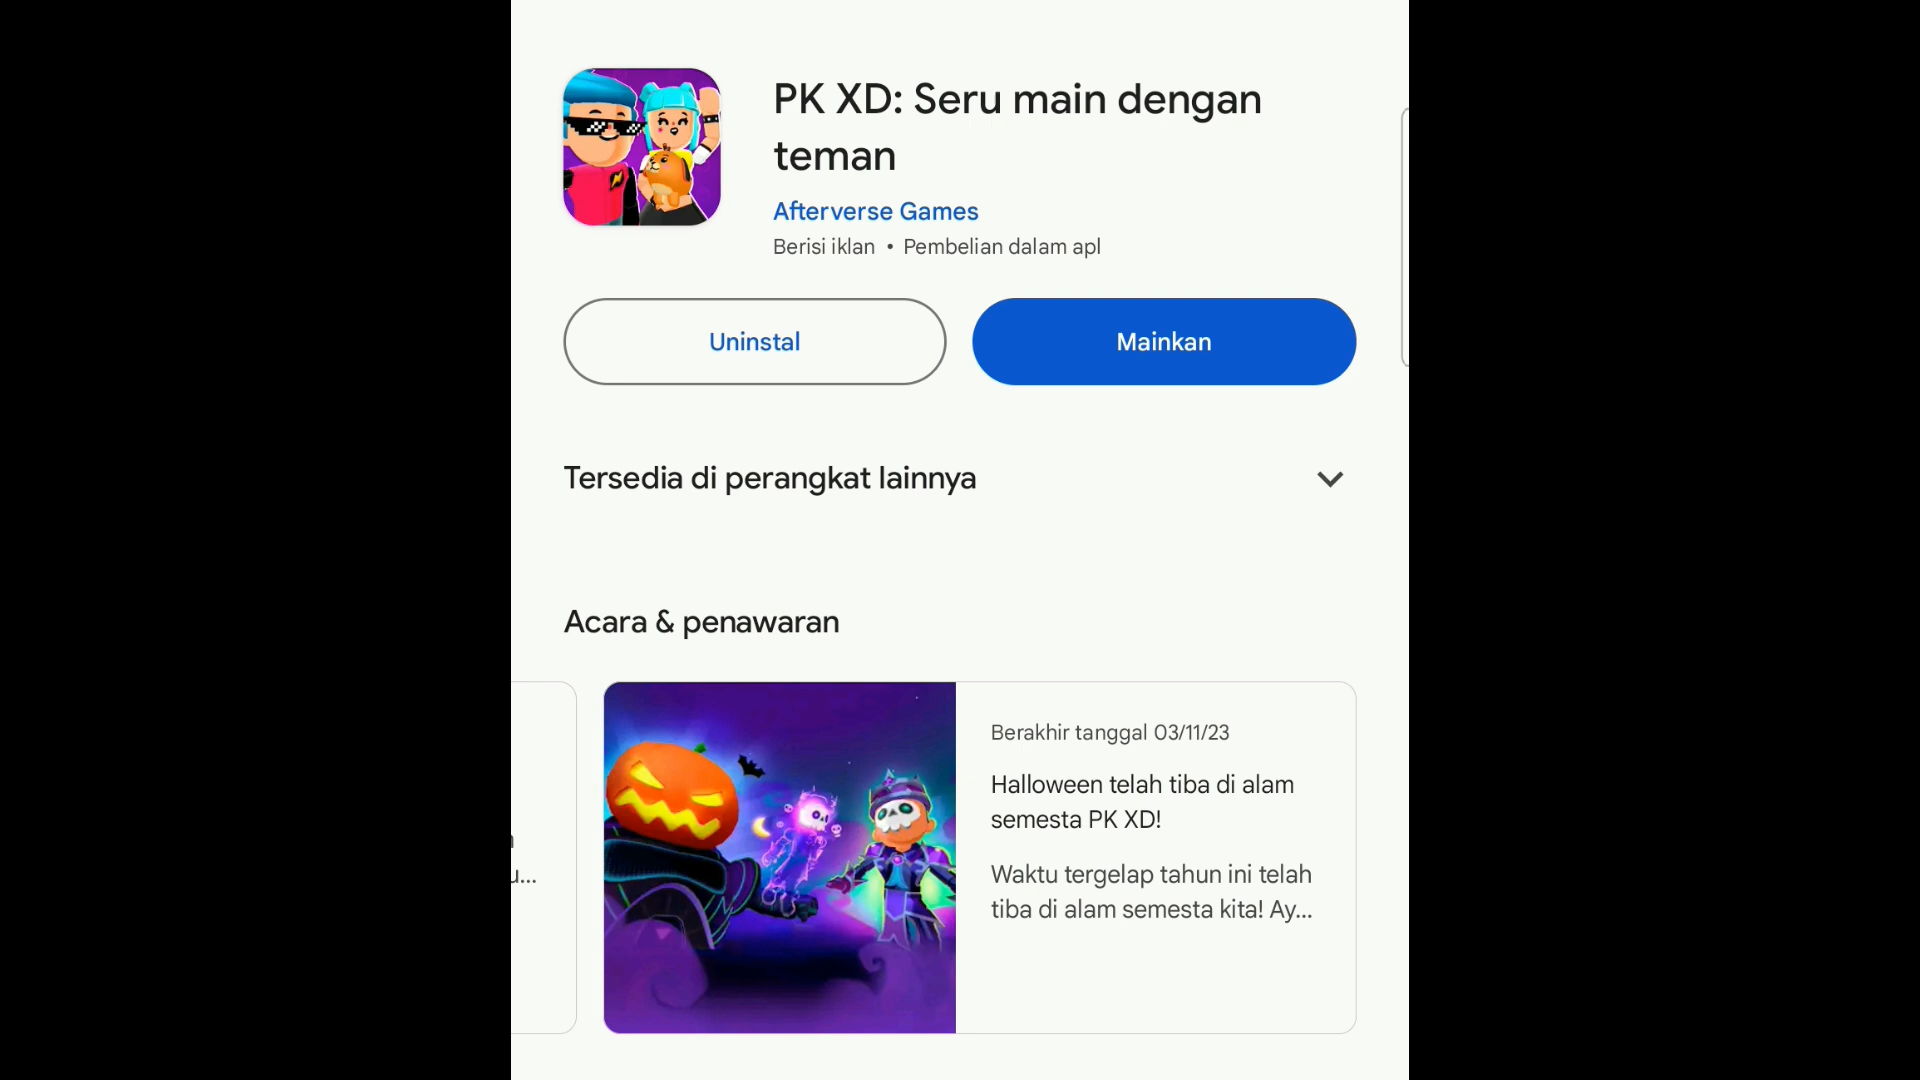 PK XD: Seru main dengan
teman
Afterverse Games
Berisi iklan • Pembelian dalam apl
Uninstal
Mainkan
Tersedia di perangkat lainnya
Acara & penawaran
u...
Berakhir tanggal 03/11/23
Halloween telah tiba di alam
semesta PK XD!
Waktu tergelap tahun ini telah
tiba di alam semesta kita! Ay...